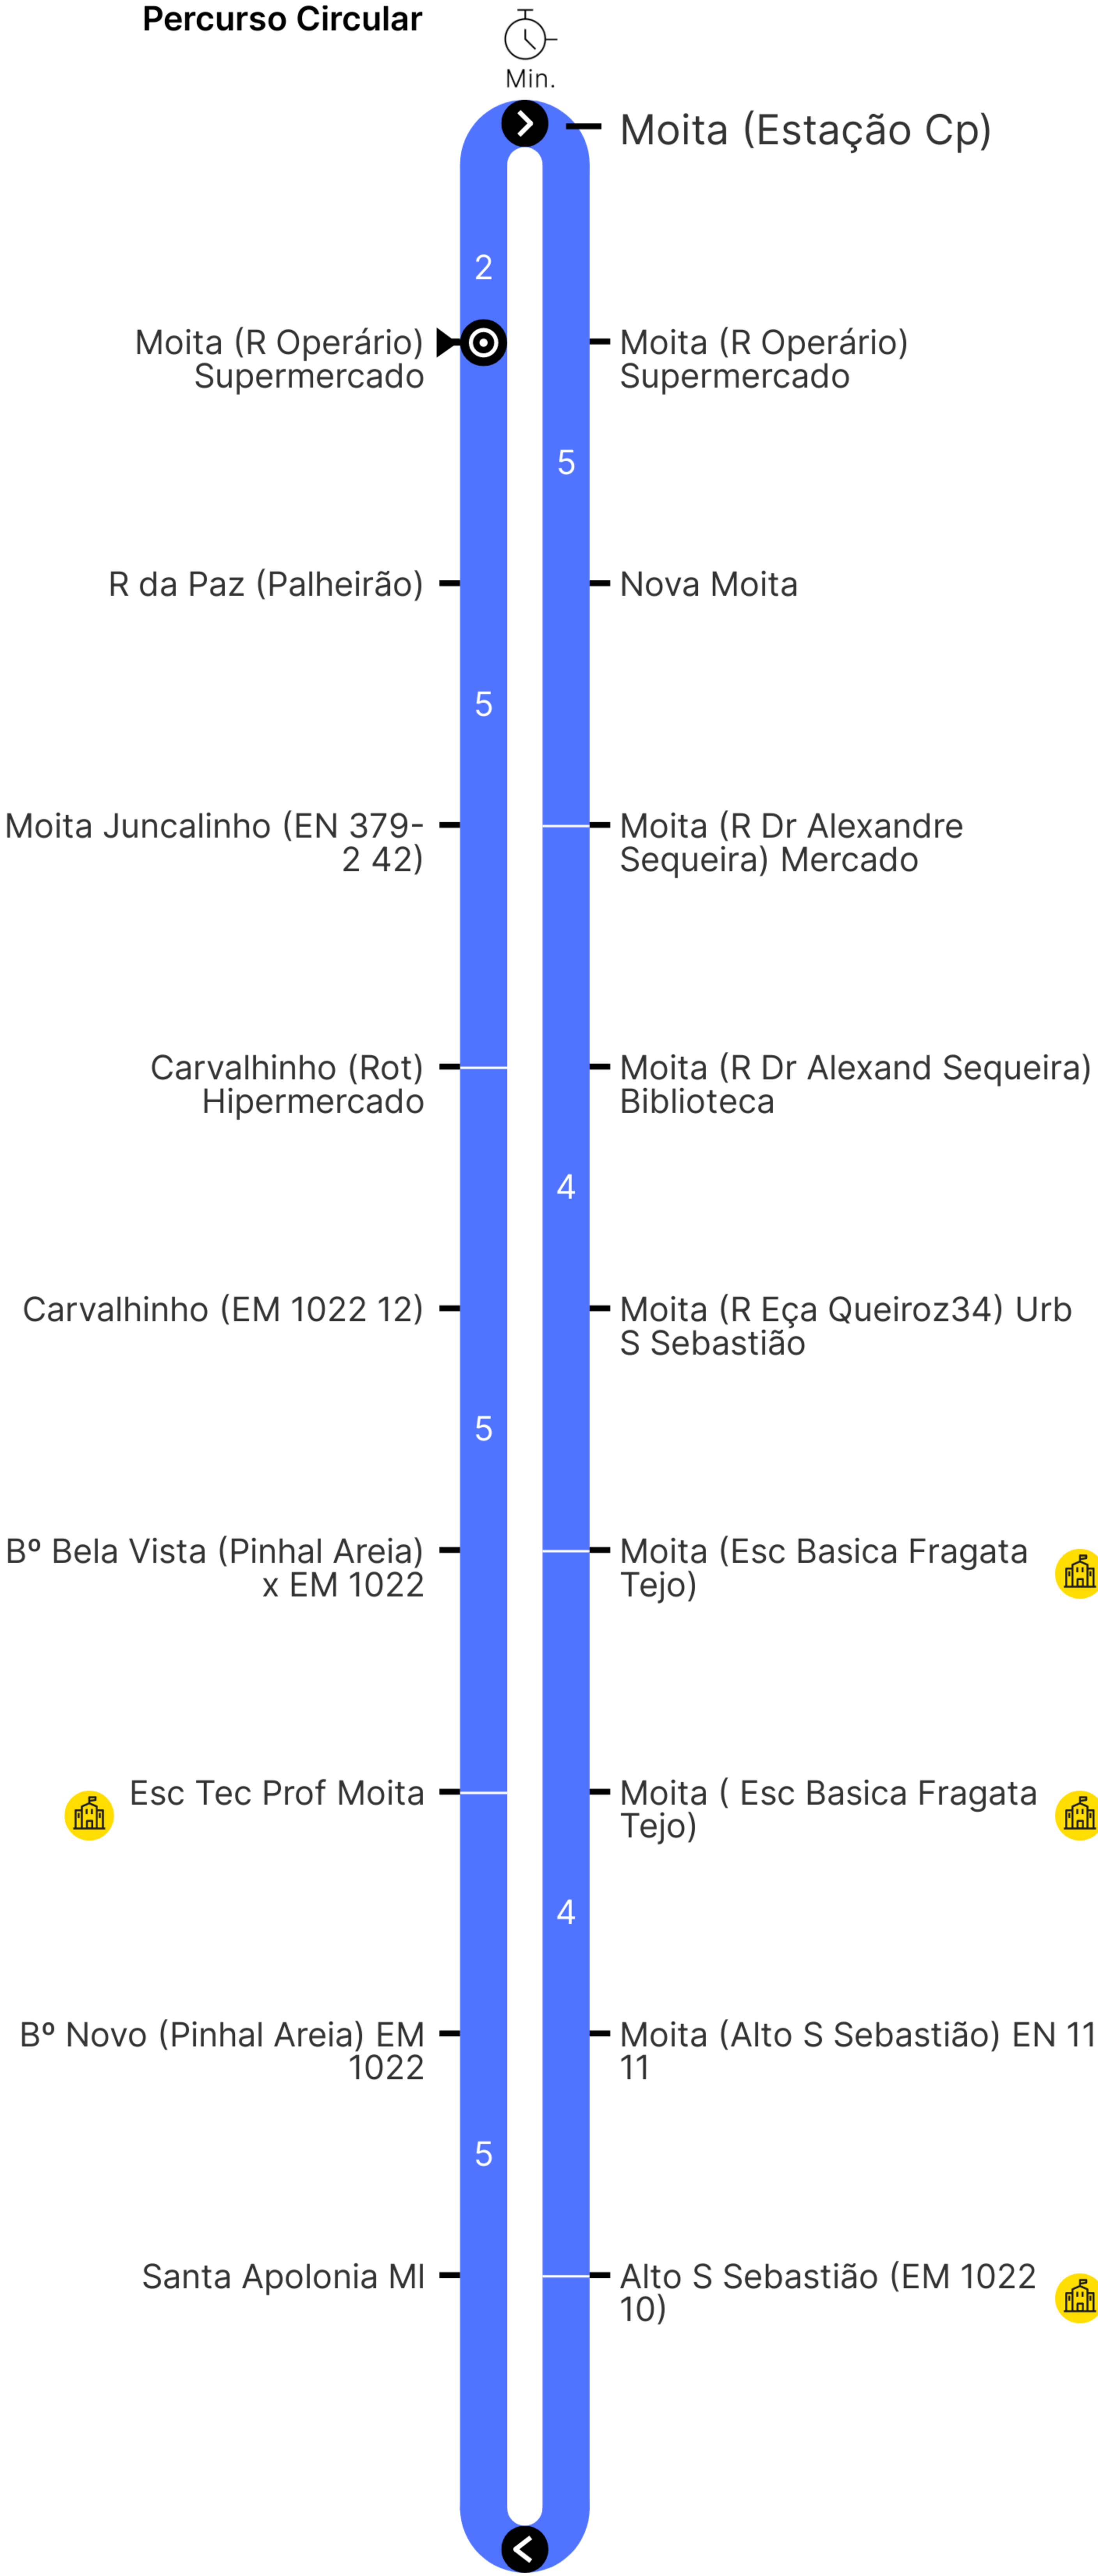 Percurso Circular
Min.
Moita (Estação Cp)
2
Moita (R Operário)
Supermercado
Moita (R Operário)
Supermercado
5
R da Paz (Palheirão)
Nova Moita
5
Moita Juncalinho (EN 379-
2 42)
Moita (R Dr Alexandre
Sequeira) Mercado
Carvalhinho (Rot)
Hipermercado
Moita (R Dr Alexand Sequeira)
Biblioteca
4
Carvalhinho (EM 1022 12)
Moita (R Eça Queiroz34) Urb
S Sebastião
5
Bº Bela Vista (Pinhal Areia)
x EM 1022
Moita (Esc Basica Fragata
Tejo)
Esc Tec Prof Moita
Moita ( Esc Basica Fragata
Tejo)
4
Bº Novo (Pinhal Areia) EM
1022
Moita (Alto S Sebastião) EN 11
11
5
Santa Apolonia MI
Alto S Sebastião (EM 1022
10)